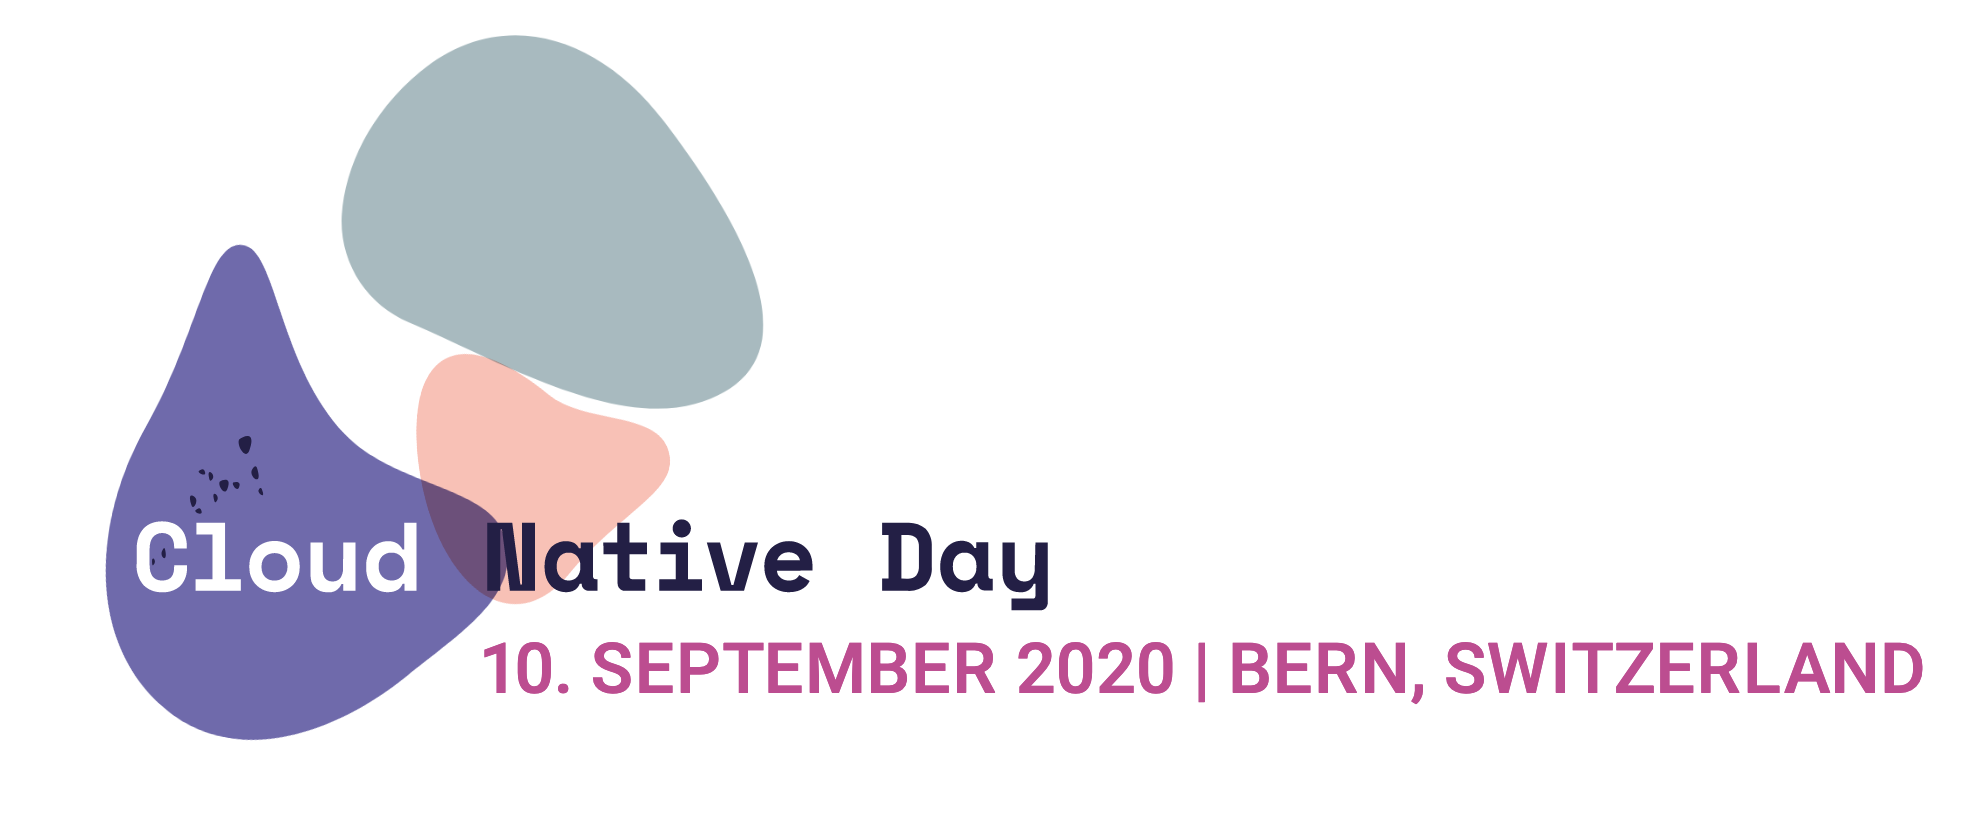 Cloud Native Day
10. SEPTEMBER 2020 | BERN, SWITZERLAND